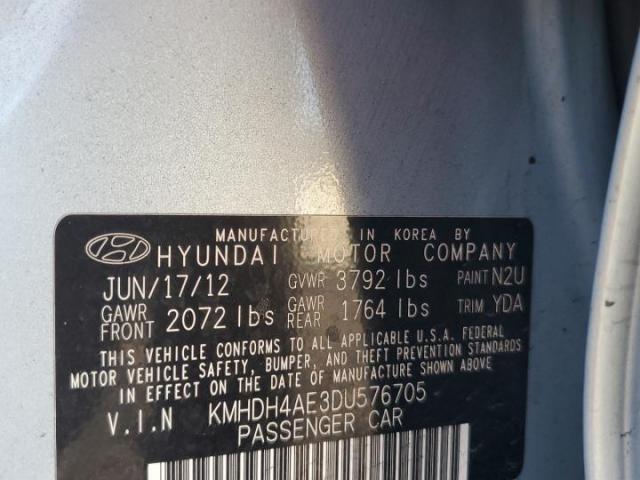 MANUFACTURED IN KOREA BY
HYUNDAI MOTOR COMPANY
JUN/17/12 GVWR 3792 lbs PAINT N2U
GAWR FRONT 2072 lbs GAWR REAR 1764 lbs TRIM YDA
THIS VEHICLE CONFORMS TO ALL APPLICABLE U.S.A. FEDERAL
MOTOR VEHICLE SAFETY, BUMPER, AND THEFT PREVENTION STANDARDS
IN EFFECT ON THE DATE OF MANUFACTURE SHOWN ABOVE.
V.I.N KMHDH4AE3DU576705
PASSENGER CAR